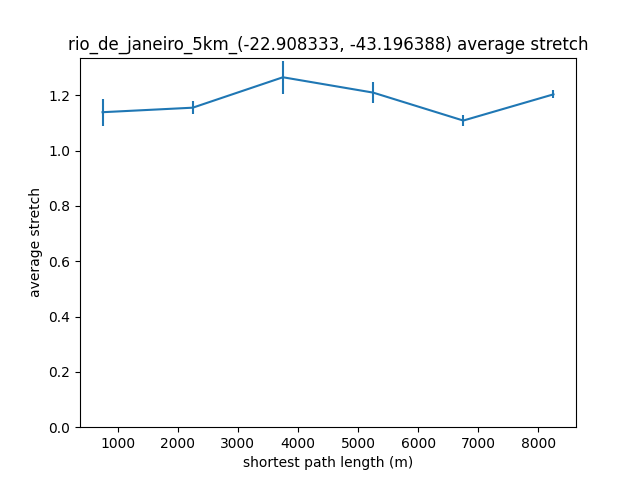 rio_de_janeiro_5km_(-22.908333, -43.196388) average stretch
1.2
1.0
0.8
0.6
0.4
0.2
0.0
average stretch
1000 2000 3000 4000 5000 6000 7000 8000
shortest path length (m)